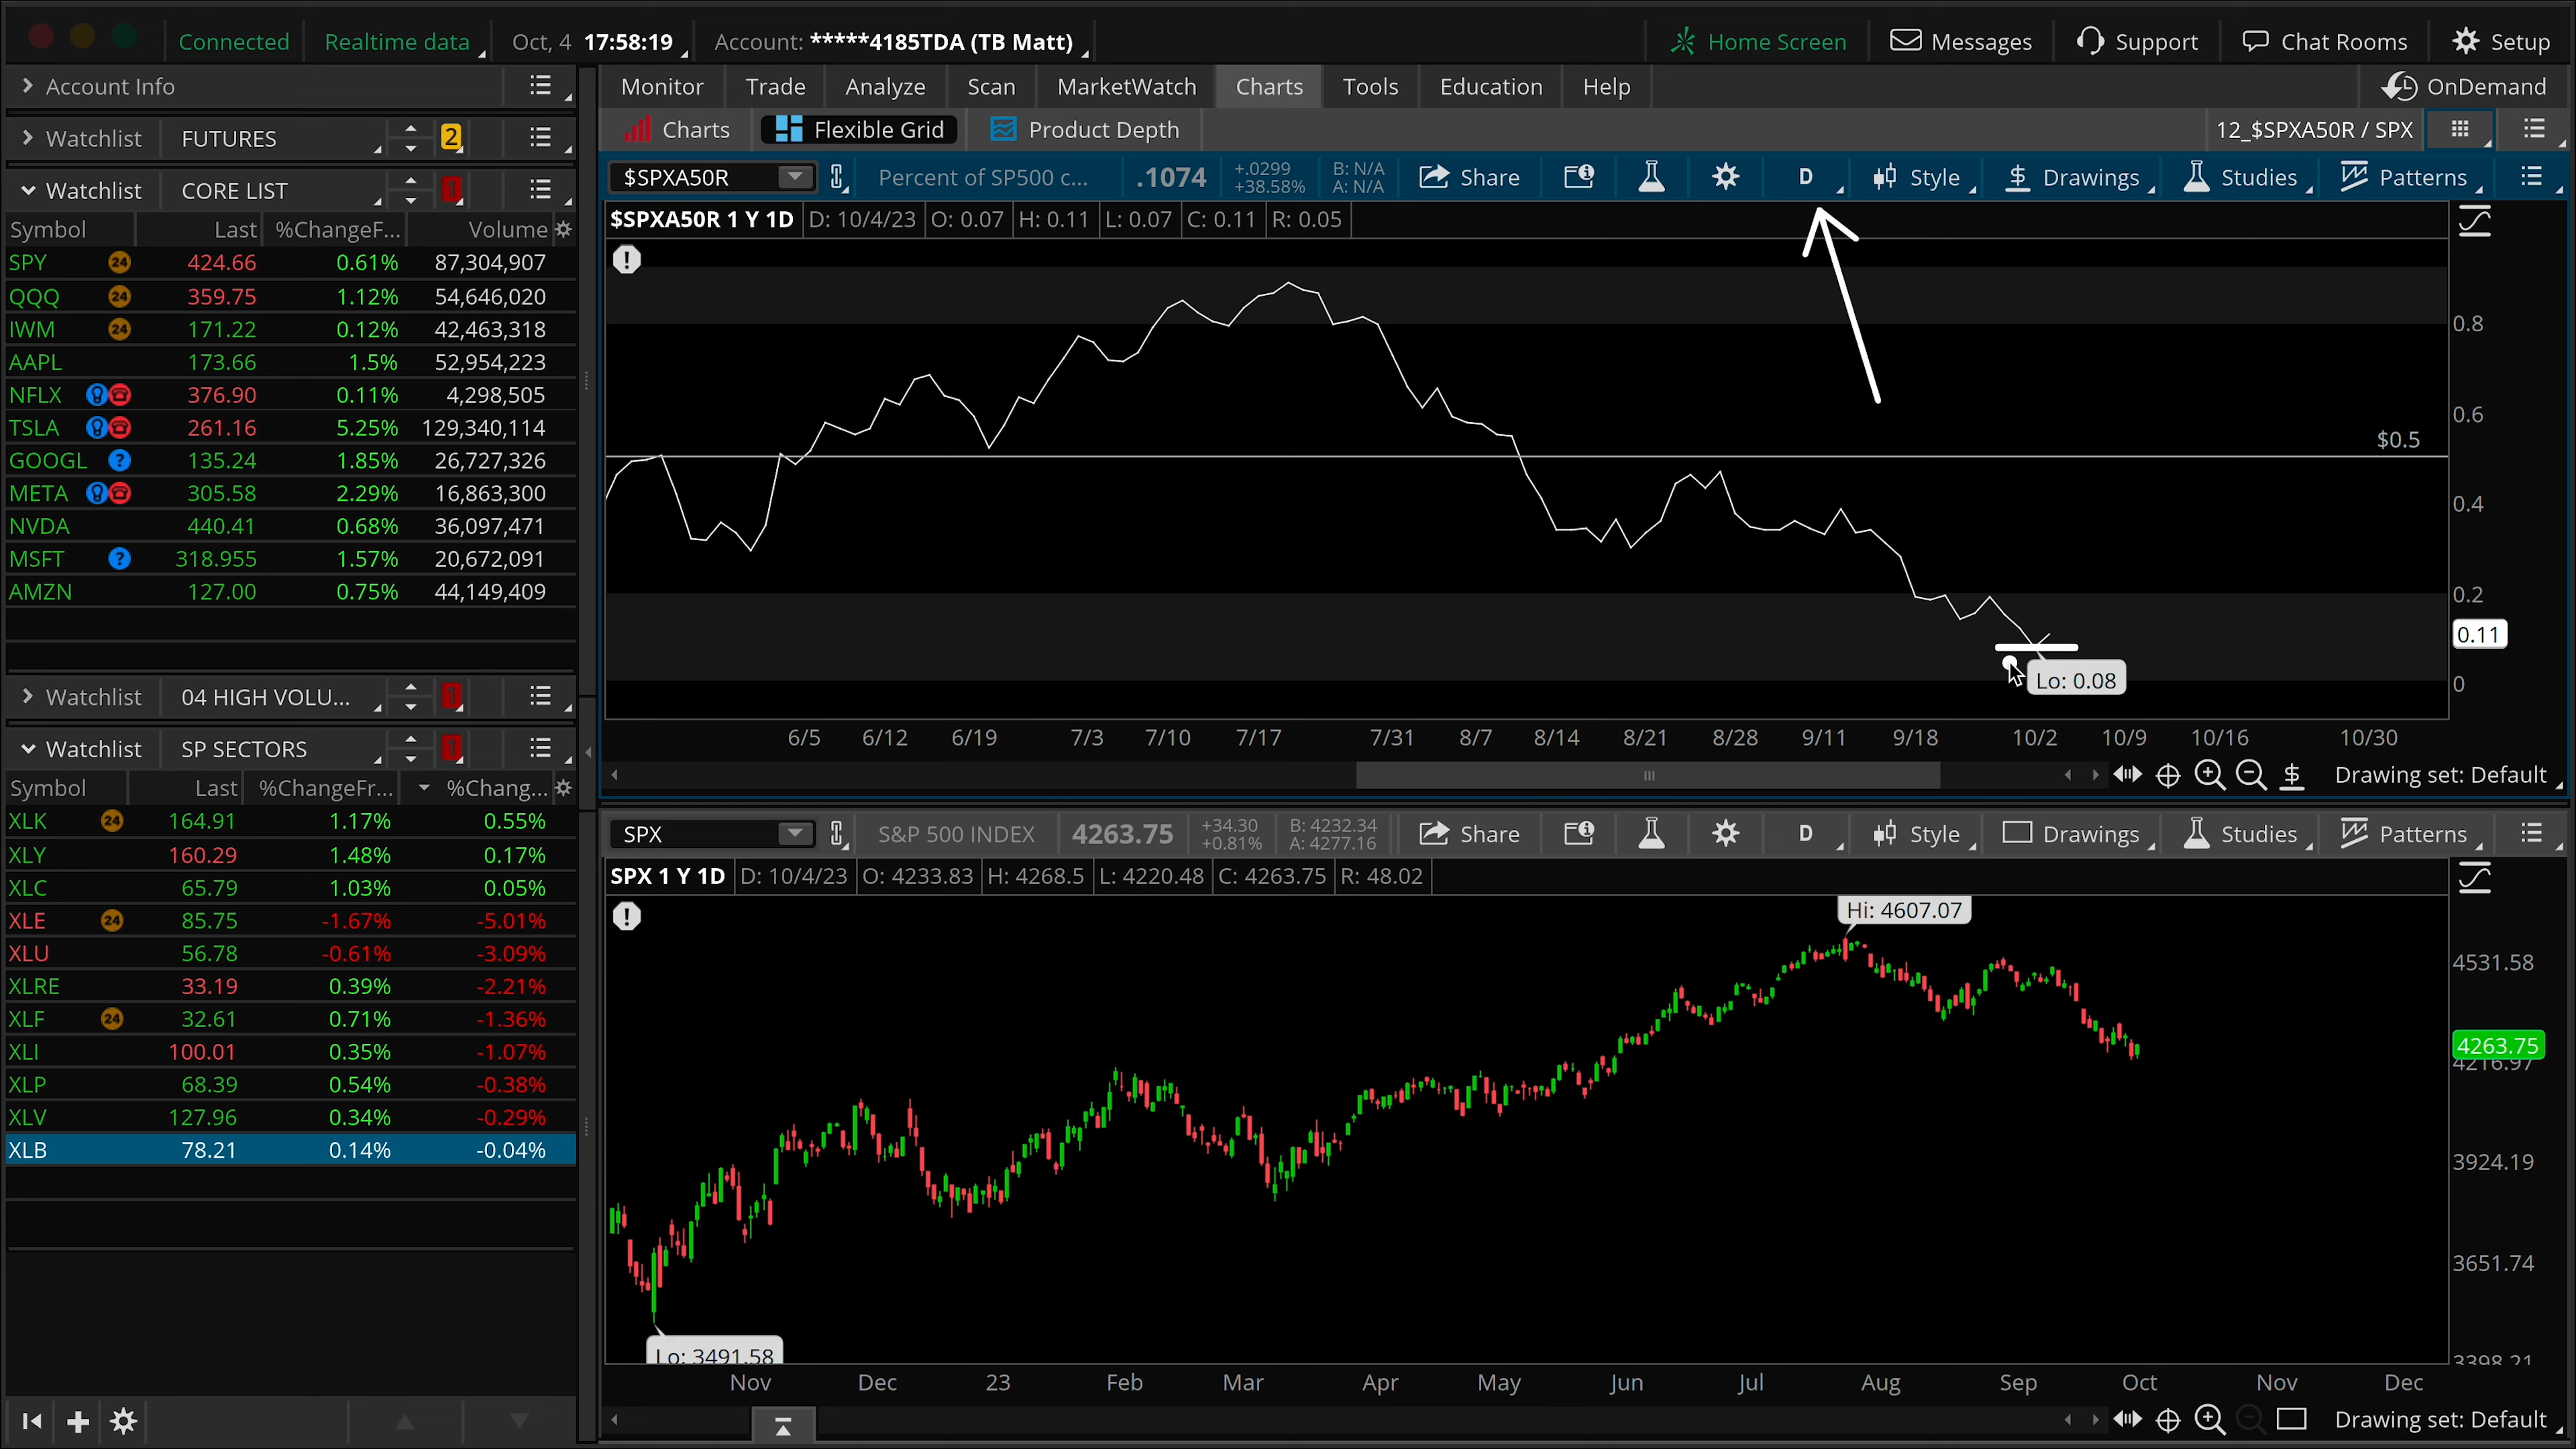 Connected Realtime data Oct, 4 17:58:19 Account: *****4185TDA (TB Matt) Home Screen Messages Support Chat Rooms Setup
Account Info
Monitor Trade Analyze Scan MarketWatch Charts Tools Education Help OnDemand
Watchlist FUTURES 2
Charts Flexible Grid Product Depth 12_$SPXA50R / SPX
Watchlist CORE LIST 1
Symbol Last %ChangeF... Volume
SPY 24 424.66 0.61% 87,304,907
QQQ 24 359.75 1.12% 54,646,020
IWM 24 171.22 0.12% 42,463,318
AAPL 173.66 1.5% 52,954,223
NFLX 376.90 0.11% 4,298,505
TSLA 261.16 5.25% 129,340,114
GOOGL ? 135.24 1.85% 26,727,326
META 305.58 2.29% 16,863,300
NVDA 440.41 0.68% 36,097,471
MSFT ? 318.955 1.57% 20,672,091
AMZN 127.00 0.75% 44,149,409
Watchlist 04 HIGH VOLU... 1
Watchlist SP SECTORS 1
Symbol Last %ChangeFr... %Chang...
XLK 24 164.91 1.17% 0.55%
XLY 160.29 1.48% 0.17%
XLC 65.79 1.03% 0.05%
XLE 24 85.75 -1.67% -5.01%
XLU 56.78 -0.61% -3.09%
XLRE 33.19 0.39% -2.21%
XLF 24 32.61 0.71% -1.36%
XLI 100.01 0.35% -1.07%
XLP 68.39 0.54% -0.38%
XLV 127.96 0.34% -0.29%
XLB 78.21 0.14% -0.04%
$SPXA50R Percent of SP500 c... .1074 +.0299 +38.58% B: N/A A: N/A Share D Style $ Drawings Studies Patterns
$SPXA50R 1 Y 1D D: 10/4/23 O: 0.07 H: 0.11 L: 0.07 C: 0.11 R: 0.05
!
0.8
0.6
$0.5
0.4
0.2
0.11
Lo: 0.08
0
6/5 6/12 6/19 7/3 7/10 7/17 7/31 8/7 8/14 8/21 8/28 9/11 9/18 10/2 10/9 10/16 10/30
$ Drawing set: Default
SPX S&P 500 INDEX 4263.75 +34.30 +0.81% B: 4232.34 A: 4277.16 Share D Style Drawings Studies Patterns
SPX 1 Y 1D D: 10/4/23 O: 4233.83 H: 4268.5 L: 4220.48 C: 4263.75 R: 48.02
!
Hi: 4607.07
4531.58
4263.75
4216.97
3924.19
3651.74
Lo: 3491.58
3398.21
Nov Dec 23 Feb Mar Apr May Jun Jul Aug Sep Oct Nov Dec
Drawing set: Default